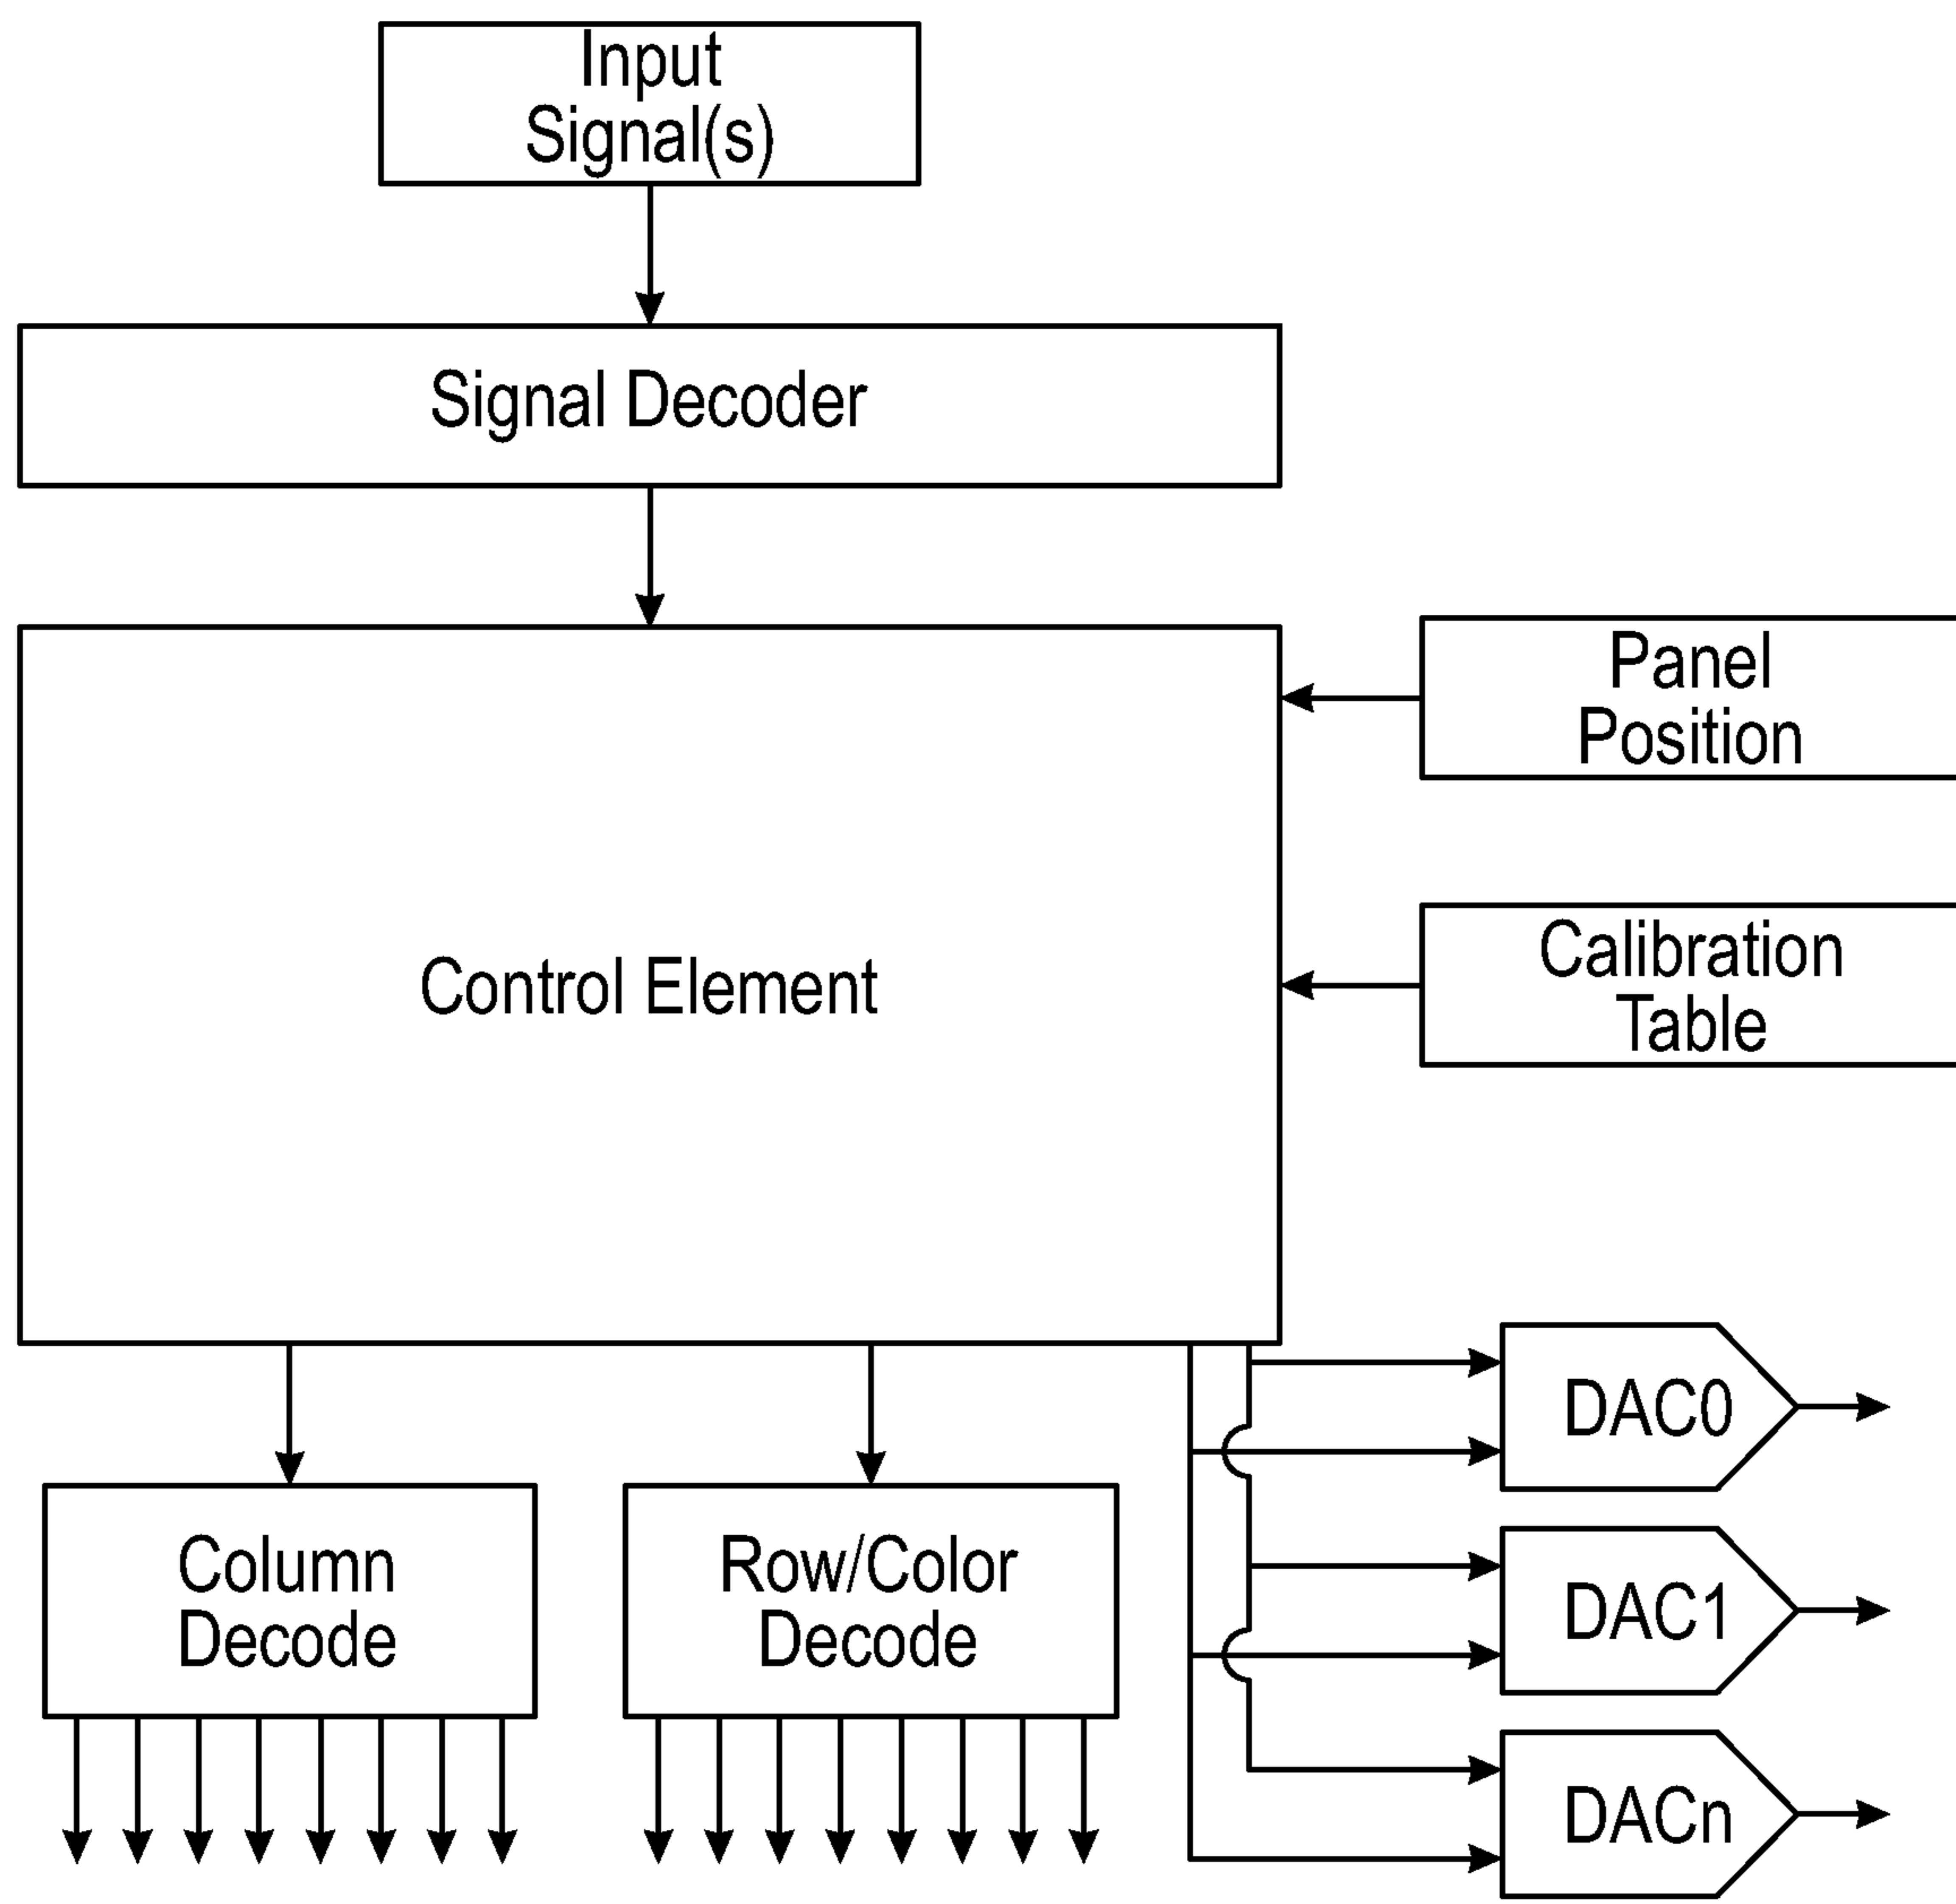 Input
Signal(s)
Signal Decoder
Panel
Position
Control Element
Calibration
Table
DAC0
Column
Decode
Row/Color
Decode
DAC1
DACn